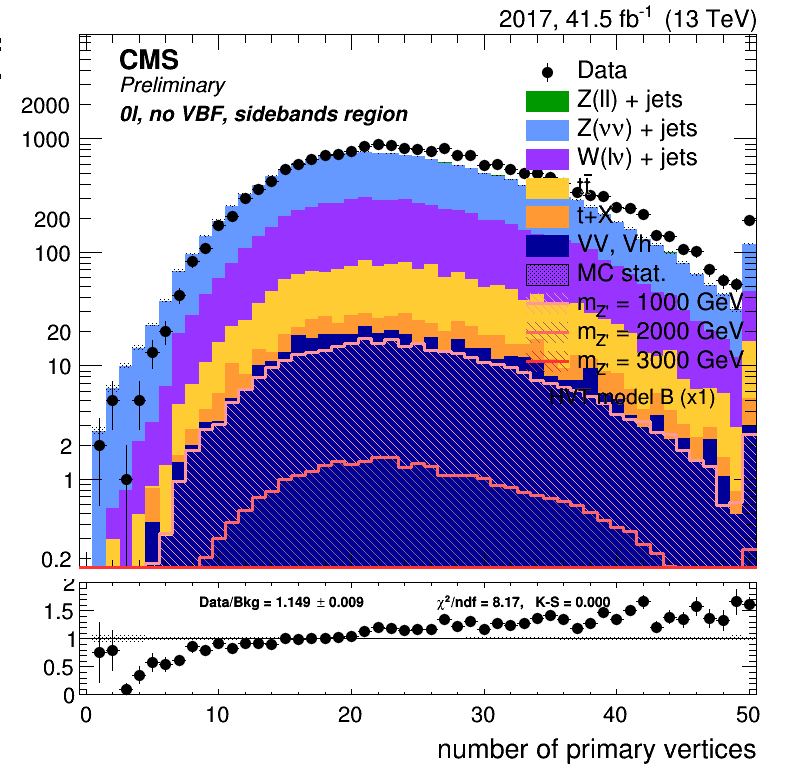 2017, 41.5 fb⁻¹ (13 TeV)
CMS
Preliminary
0l, no VBF, sidebands region
Data
Z(ll) + jets
Z(νν) + jets
W(lν) + jets
tt̄
t+X
VV, Vh
MC stat.
m_Z' = 1000 GeV
m_Z' = 2000 GeV
m_Z' = 3000 GeV
HVT model B (x1)
2000
1000
200
100
20
10
2
1
0.2
Data/Bkg = 1.149 ± 0.009
χ²/ndf = 8.17, K-S = 0.000
2
1.5
1
0.5
0
0 10 20 30 40 50
number of primary vertices